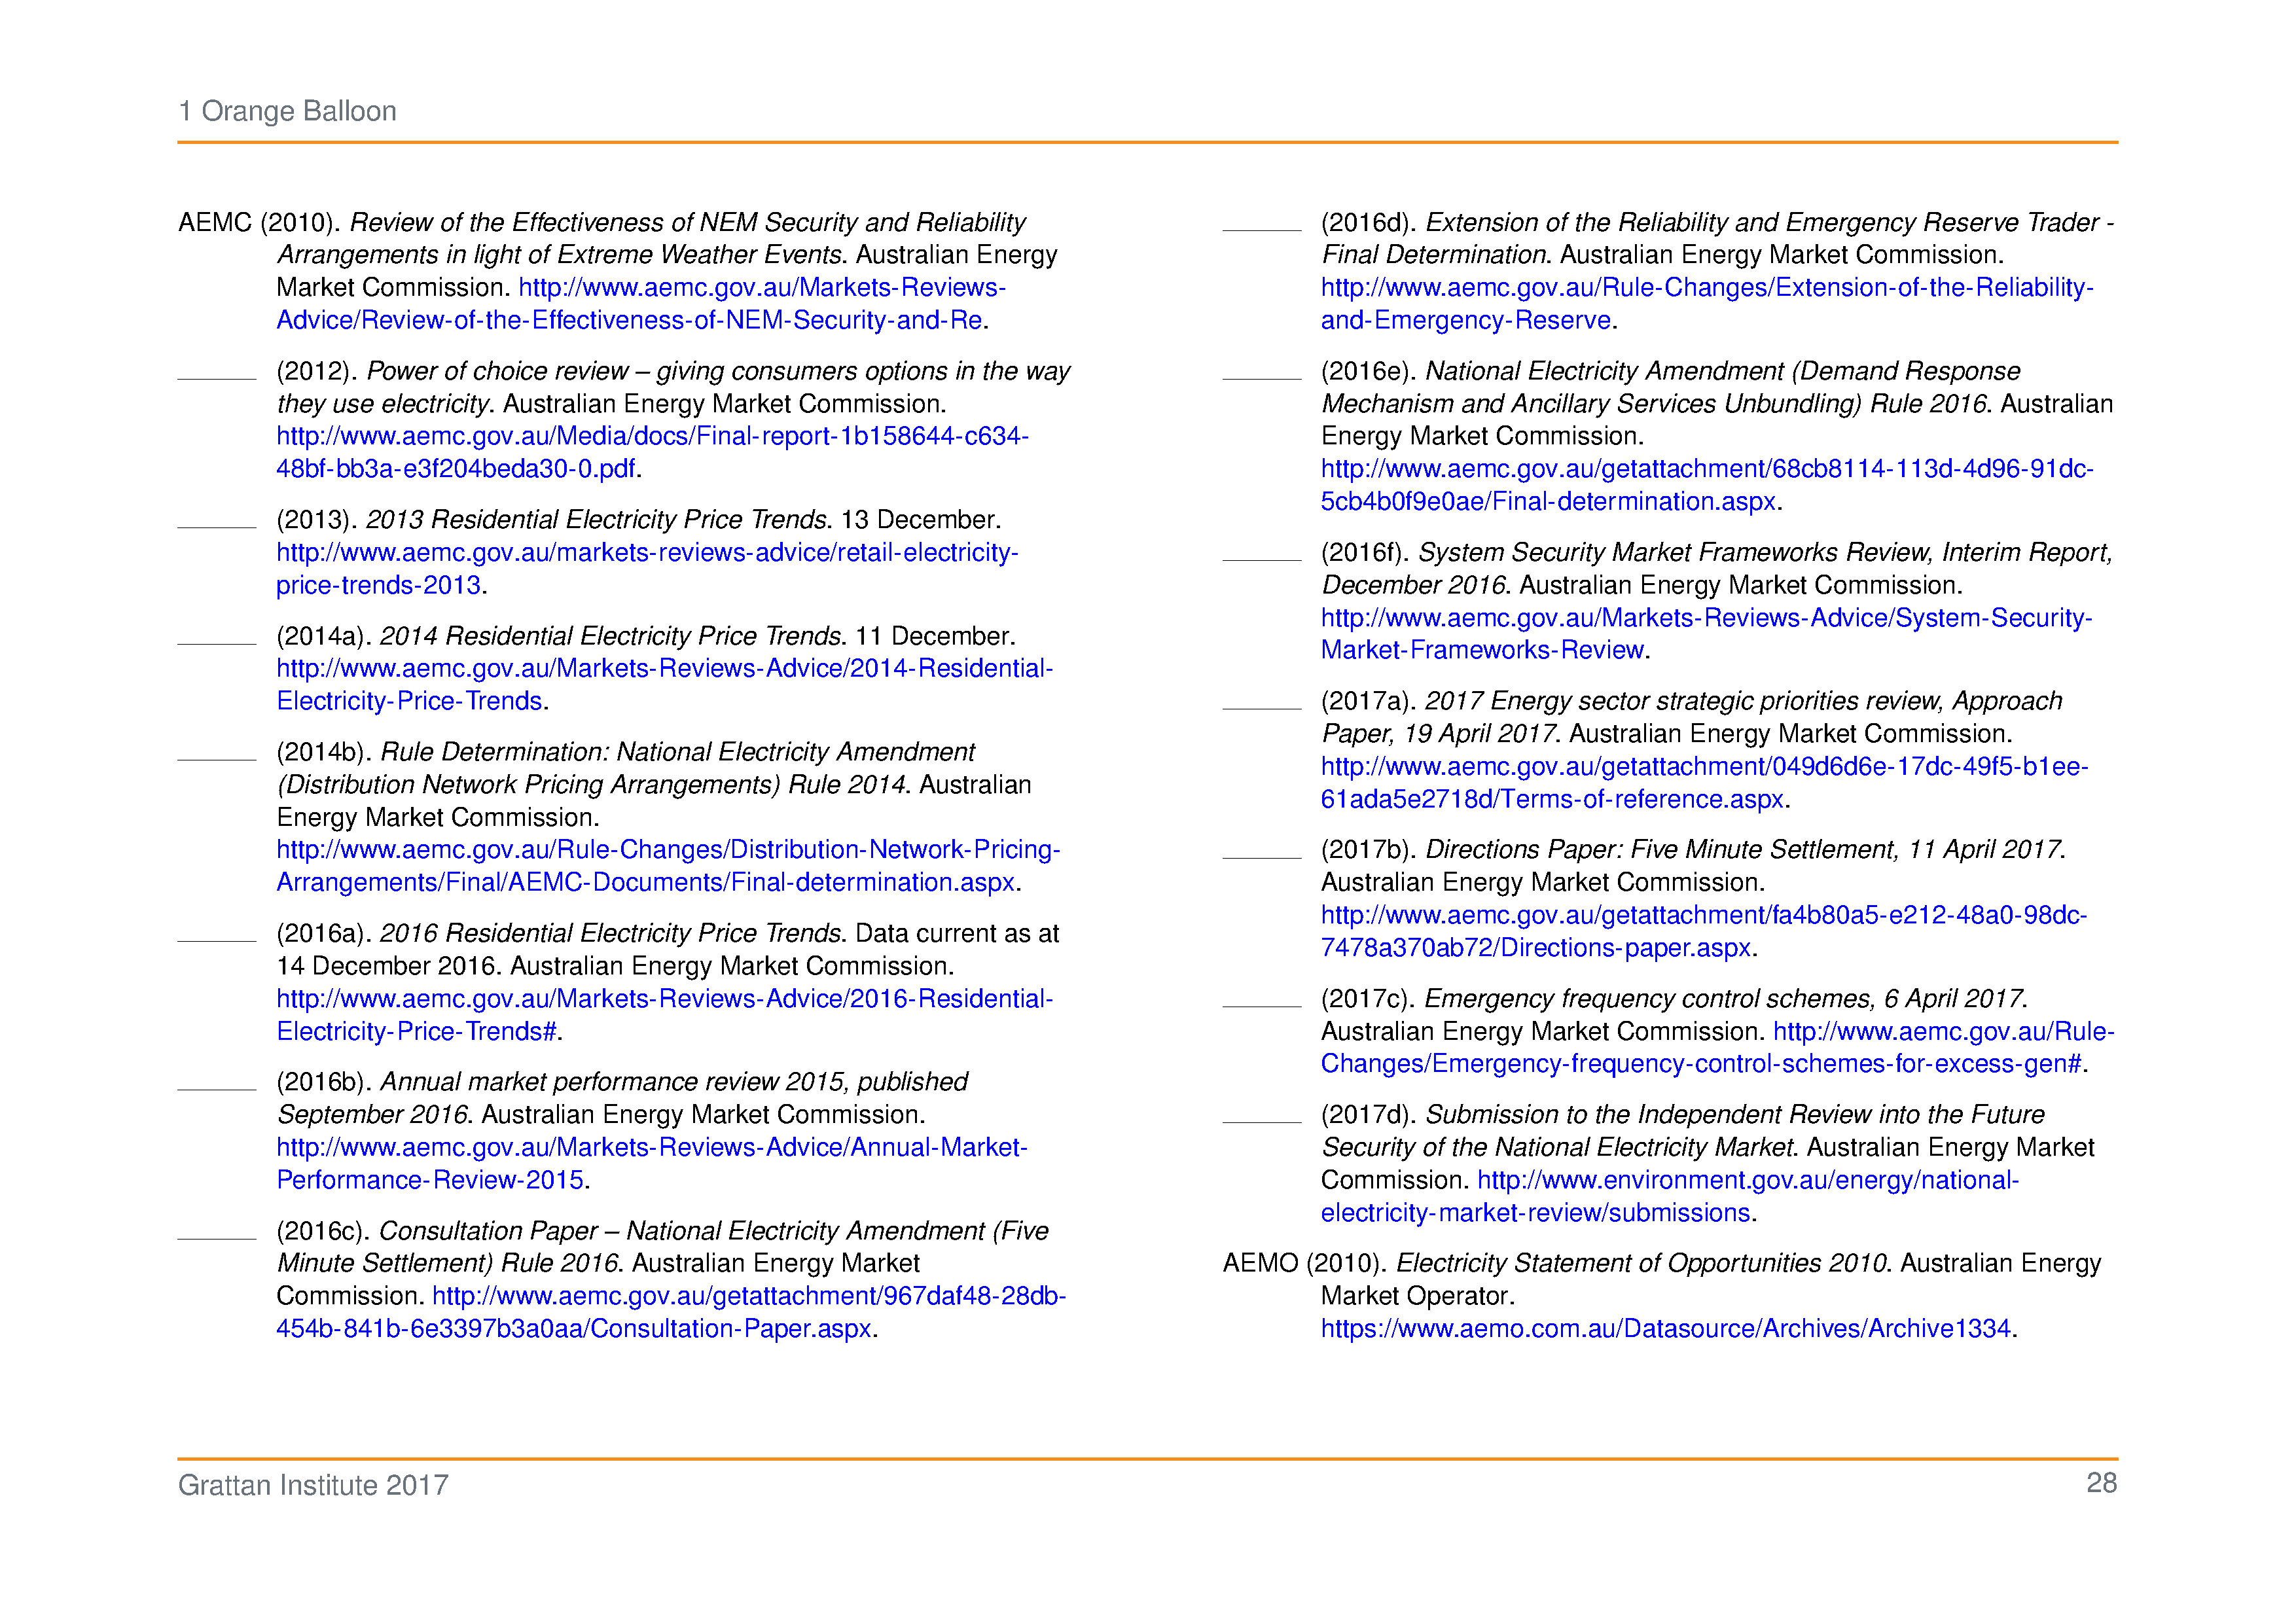 1 Orange Balloon
AEMC (2010). Review of the Effectiveness of NEM Security and Reliability
Arrangements in light of Extreme Weather Events. Australian Energy
Market Commission. http://www.aemc.gov.au/Markets-Reviews-
Advice/Review-of-the-Effectiveness-of-NEM-Security-and-Re.
(2012). Power of choice review – giving consumers options in the way
they use electricity. Australian Energy Market Commission.
http://www.aemc.gov.au/Media/docs/Final-report-1b158644-c634-
48bf-bb3a-e3f204beda30-0.pdf.
(2013). 2013 Residential Electricity Price Trends. 13 December.
http://www.aemc.gov.au/markets-reviews-advice/retail-electricity-
price-trends-2013.
(2014a). 2014 Residential Electricity Price Trends. 11 December.
http://www.aemc.gov.au/Markets-Reviews-Advice/2014-Residential-
Electricity-Price-Trends.
(2014b). Rule Determination: National Electricity Amendment
(Distribution Network Pricing Arrangements) Rule 2014. Australian
Energy Market Commission.
http://www.aemc.gov.au/Rule-Changes/Distribution-Network-Pricing-
Arrangements/Final/AEMC-Documents/Final-determination.aspx.
(2016a). 2016 Residential Electricity Price Trends. Data current as at
14 December 2016. Australian Energy Market Commission.
http://www.aemc.gov.au/Markets-Reviews-Advice/2016-Residential-
Electricity-Price-Trends#.
(2016b). Annual market performance review 2015, published
September 2016. Australian Energy Market Commission.
http://www.aemc.gov.au/Markets-Reviews-Advice/Annual-Market-
Performance-Review-2015.
(2016c). Consultation Paper – National Electricity Amendment (Five
Minute Settlement) Rule 2016. Australian Energy Market
Commission. http://www.aemc.gov.au/getattachment/967daf48-28db-
454b-841b-6e3397b3a0aa/Consultation-Paper.aspx.
(2016d). Extension of the Reliability and Emergency Reserve Trader -
Final Determination. Australian Energy Market Commission.
http://www.aemc.gov.au/Rule-Changes/Extension-of-the-Reliability-
and-Emergency-Reserve.
(2016e). National Electricity Amendment (Demand Response
Mechanism and Ancillary Services Unbundling) Rule 2016. Australian
Energy Market Commission.
http://www.aemc.gov.au/getattachment/68cb8114-113d-4d96-91dc-
5cb4b0f9e0ae/Final-determination.aspx.
(2016f). System Security Market Frameworks Review, Interim Report,
December 2016. Australian Energy Market Commission.
http://www.aemc.gov.au/Markets-Reviews-Advice/System-Security-
Market-Frameworks-Review.
(2017a). 2017 Energy sector strategic priorities review, Approach
Paper, 19 April 2017. Australian Energy Market Commission.
http://www.aemc.gov.au/getattachment/049d6d6e-17dc-49f5-b1ee-
61ada5e2718d/Terms-of-reference.aspx.
(2017b). Directions Paper: Five Minute Settlement, 11 April 2017.
Australian Energy Market Commission.
http://www.aemc.gov.au/getattachment/fa4b80a5-e212-48a0-98dc-
7478a370ab72/Directions-paper.aspx.
(2017c). Emergency frequency control schemes, 6 April 2017.
Australian Energy Market Commission. http://www.aemc.gov.au/Rule-
Changes/Emergency-frequency-control-schemes-for-excess-gen#.
(2017d). Submission to the Independent Review into the Future
Security of the National Electricity Market. Australian Energy Market
Commission. http://www.environment.gov.au/energy/national-
electricity-market-review/submissions.
AEMO (2010). Electricity Statement of Opportunities 2010. Australian Energy
Market Operator.
https://www.aemo.com.au/Datasource/Archives/Archive1334.
Grattan Institute 2017
28